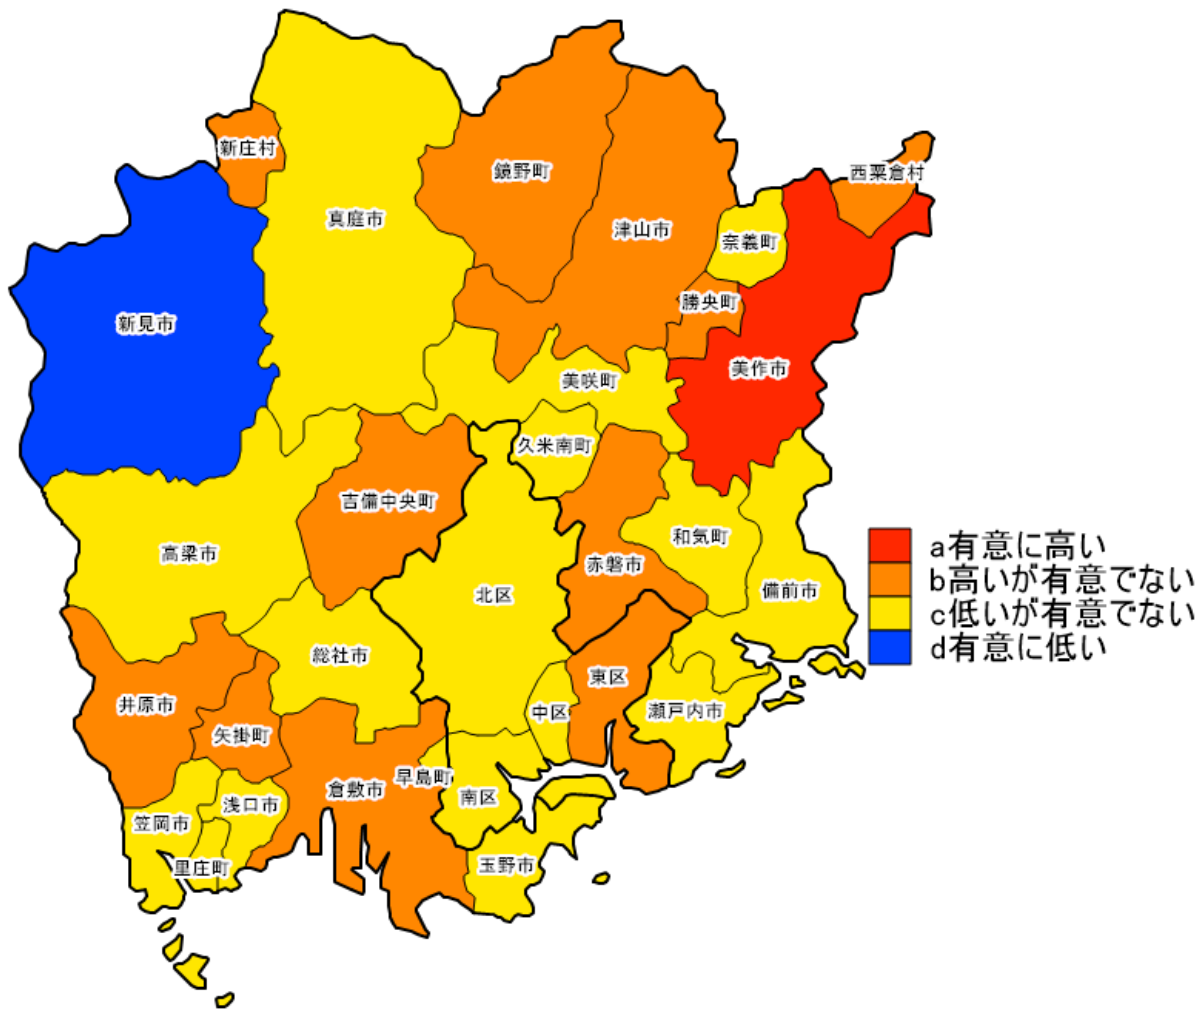 新庄村
鏡野町
西粟倉村
真庭市
津山市
奈義町
勝央町
新見市
美作市
美咲町
久米南町
吉備中央町
和気町
高梁市
赤磐市
備前市
北区
総社市
東区
井原市
中区
瀬戸内市
矢掛町
早島町
倉敷市
南区
浅口市
笠岡市
里庄町
玉野市
a有意に高い
b高いが有意でない
c低いが有意でない
d有意に低い